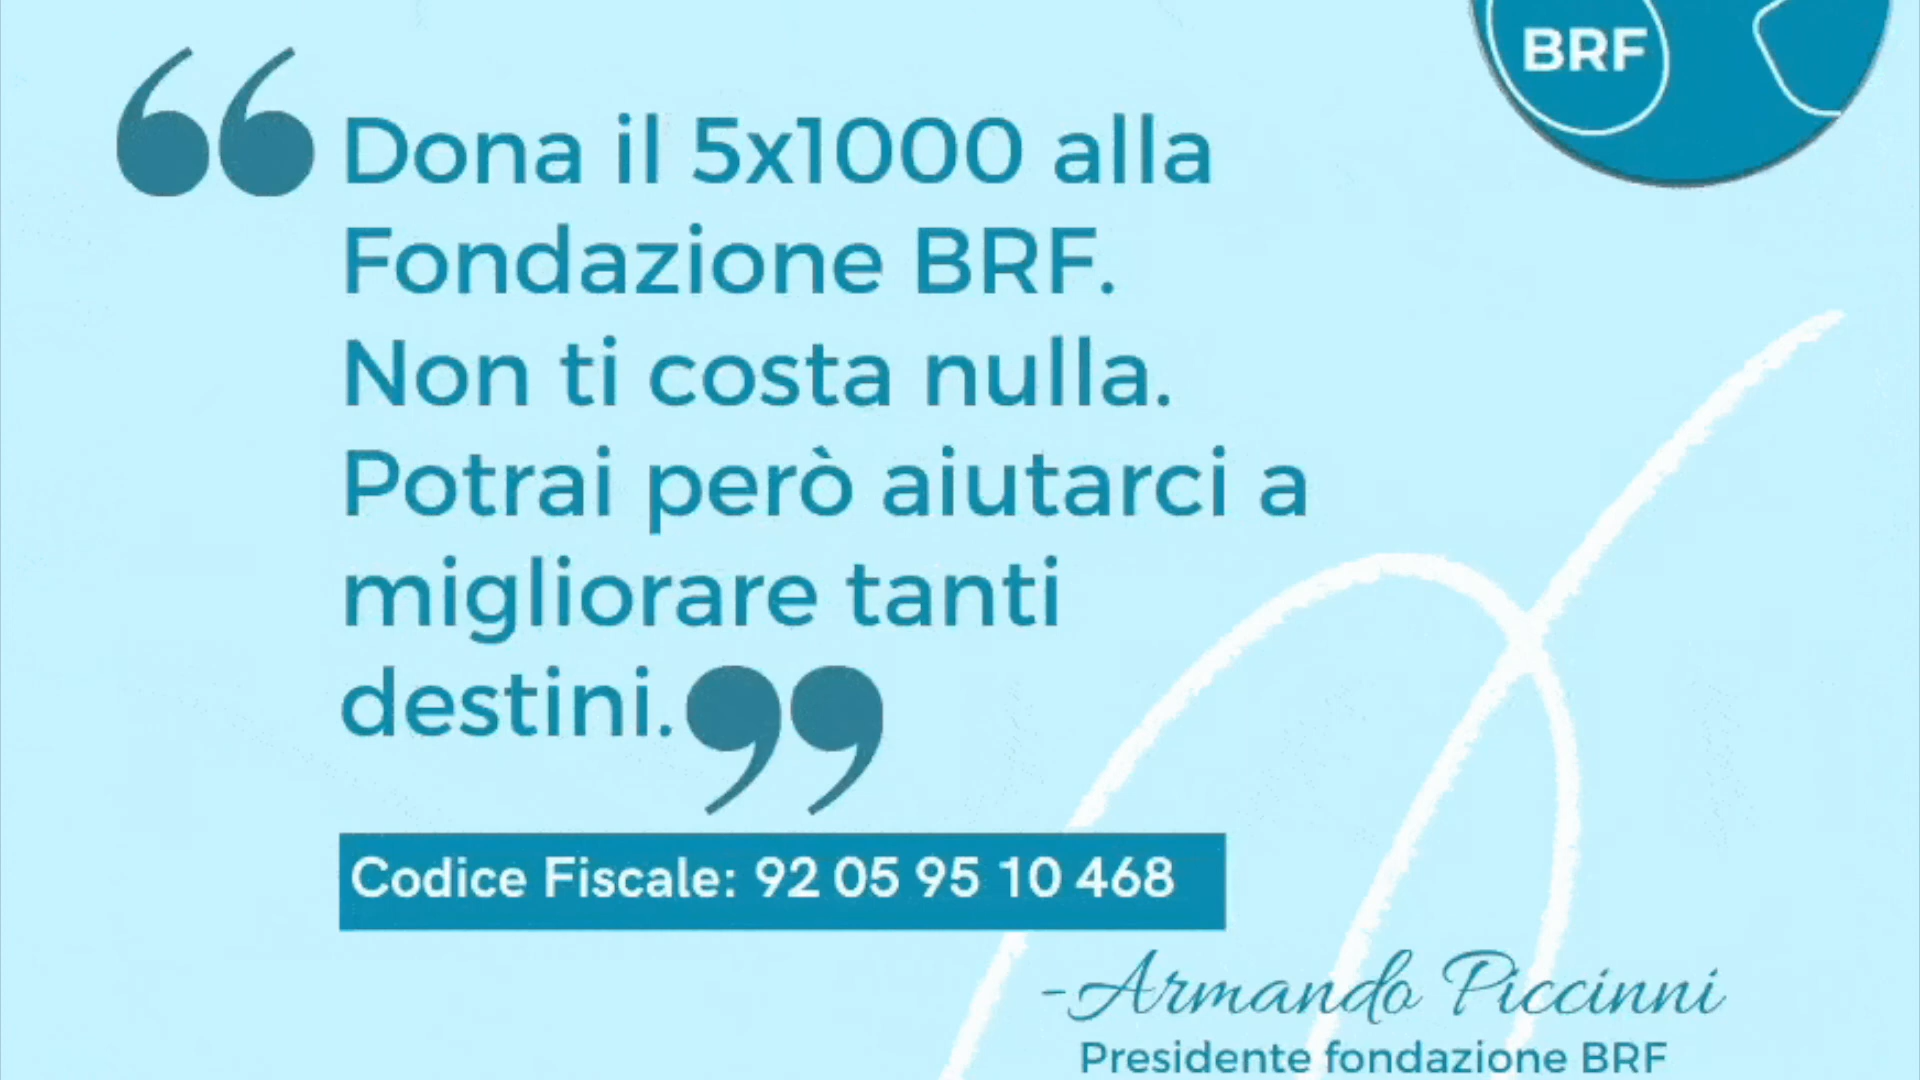 BRF
“Dona il 5x1000 alla
Fondazione BRF.
Non ti costa nulla.
Potrai però aiutarci a
migliorare tanti
destini.”
Codice Fiscale: 92 05 95 10 468
-Armando Piccinni
Presidente fondazione BRF